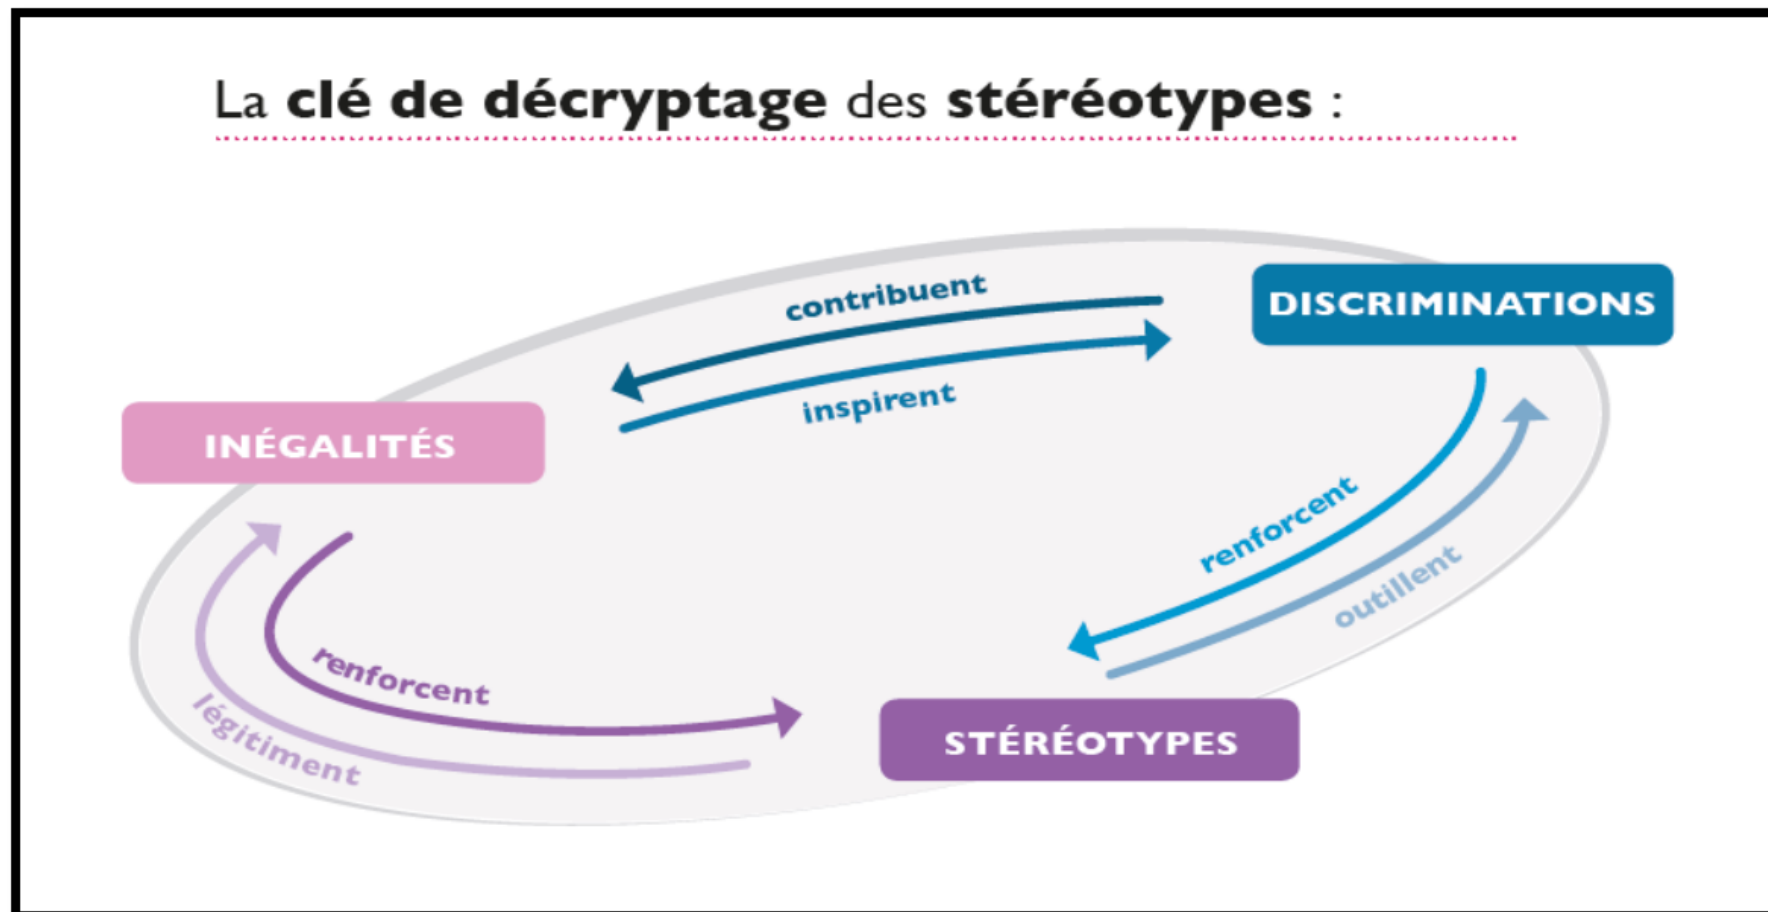 La clé de décryptage des stéréotypes :
contribuent
DISCRIMINATIONS
inspirent
INÉGALITÉS
renforcent
outillent
renforcent
légitiment
STÉRÉOTYPES